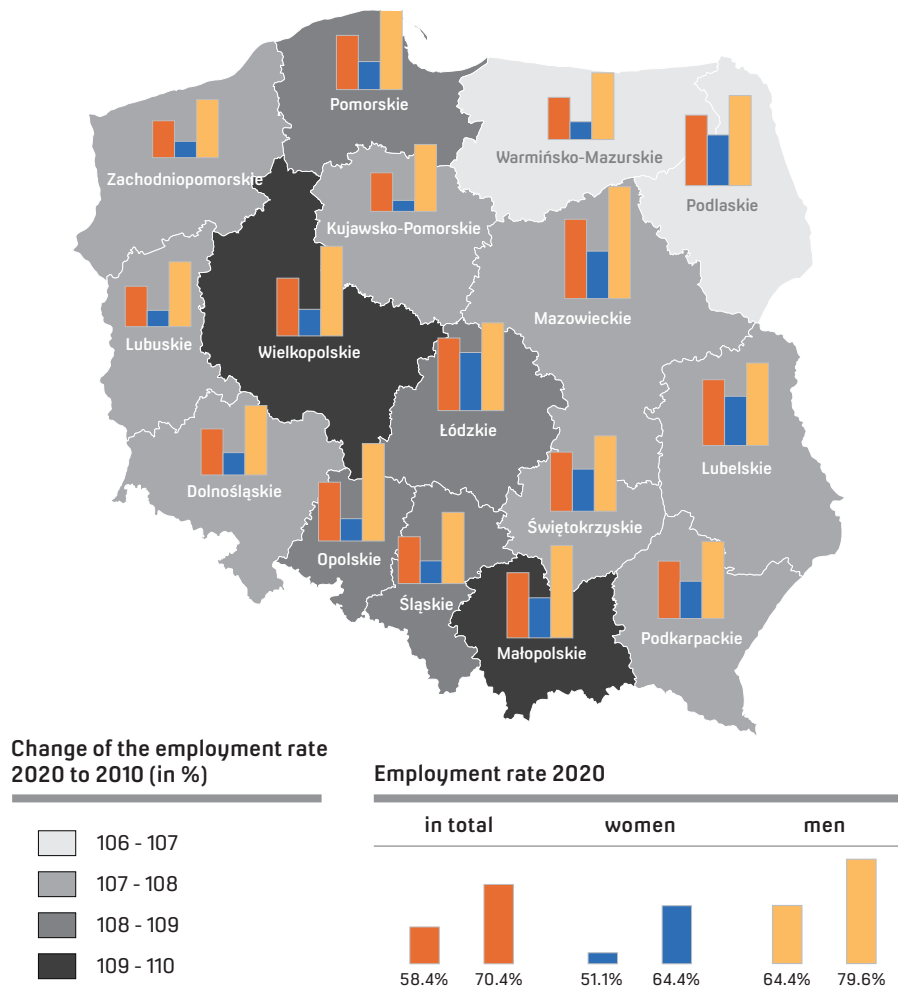 Pomorskie
Warmińsko-Mazurskie
Zachodniopomorskie
Podlaskie
Kujawsko-Pomorskie
Mazowieckie
Lubuskie
Wielkopolskie
Łódzkie
Lubelskie
Dolnośląskie
Świętokrzyskie
Opolskie
Śląskie
Podkarpackie
Małopolskie
Change of the employment rate
2020 to 2010 (in %)
106 - 107
107 - 108
108 - 109
109 - 110
Employment rate 2020
in total women men
58.4% 70.4% 51.1% 64.4% 64.4% 79.6%